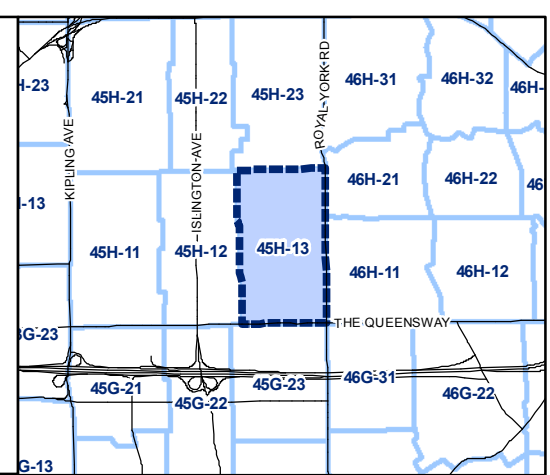 H-23
45H-21
45H-22
45H-23
ROYAL YORK RD
46H-31
46H-32
46H-
KIPLING AVE
ISLINGTON AVE
I-13
46H-21
46H-22
46
45H-11
45H-12
45H-13
46H-11
46H-12
5G-23
THE QUEENSWAY
45G-21
45G-22
45G-23
46G-31
46G-22
G-13